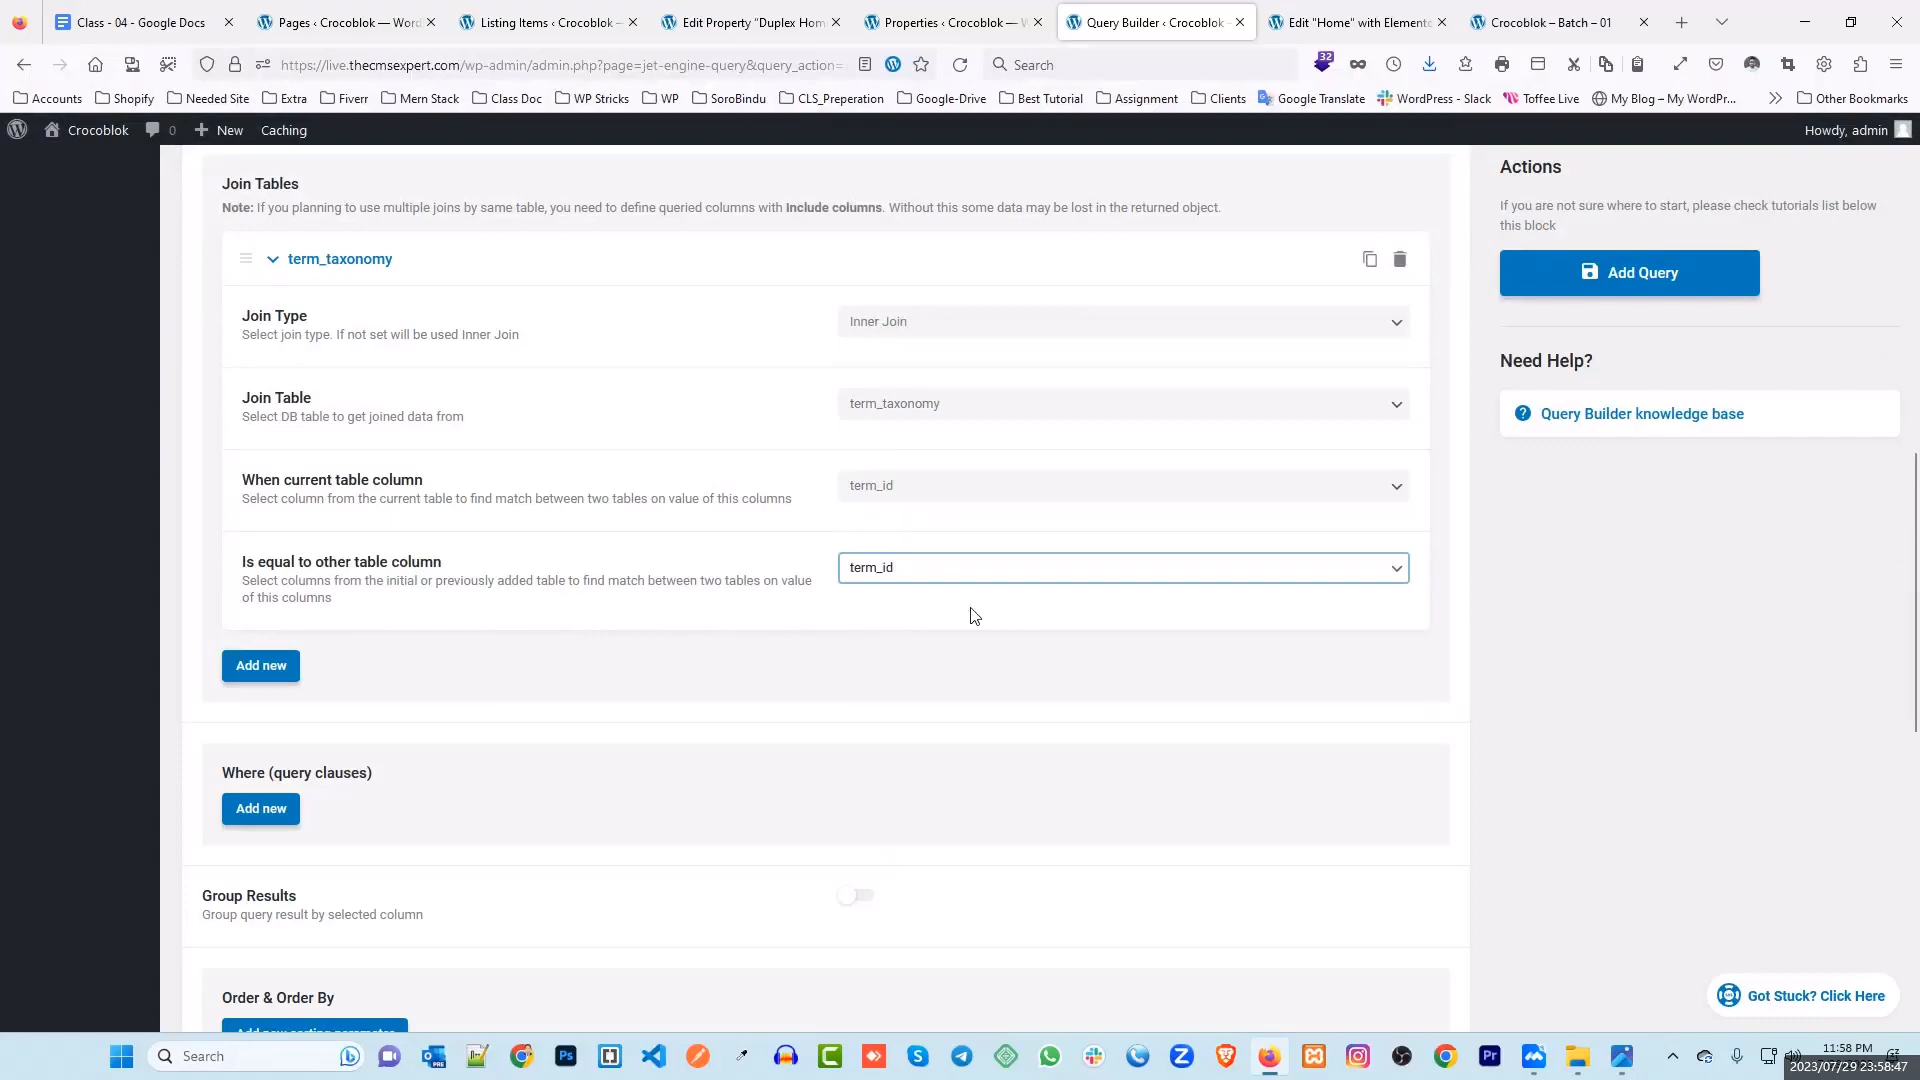 Class - 04 - Google Docs
Pages ‹ Crocoblok — Word
Listing Items ‹ Crocoblok —
Edit Property "Duplex Hom
Properties ‹ Crocoblok —
Query Builder ‹ Crocoblok
Edit "Home" with Elemento
Crocoblok – Batch – 01
https://live.thecmsexpert.com/wp-admin/admin.php?page=jet-engine-query&query_action=
Search
32
Accounts
Shopify
Needed Site
Extra
Fiverr
Mern Stack
Class Doc
WP Stricks
WP
SoroBindu
CLS_Preperation
Google-Drive
Best Tutorial
Assignment
Clients
Google Translate
WordPress - Slack
Toffee Live
My Blog – My WordPr...
Other Bookmarks
Crocoblok
0
New
Caching
Howdy, admin
Join Tables
Note: If you planning to use multiple joins by same table, you need to define queried columns with Include columns. Without this some data may be lost in the returned object.
term_taxonomy
Join Type
Select join type. If not set will be used Inner Join
Inner Join
Join Table
Select DB table to get joined data from
term_taxonomy
When current table column
Select column from the current table to find match between two tables on value of this columns
term_id
Is equal to other table column
Select columns from the initial or previously added table to find match between two tables on value
of this columns
term_id
Add new
Where (query clauses)
Add new
Group Results
Group query result by selected column
Order & Order By
Add new sorting parameter
Actions
If you are not sure where to start, please check tutorials list below
this block
Add Query
Need Help?
Query Builder knowledge base
Got Stuck? Click Here
Search
11:58 PM
2023/07/29 23:58:47